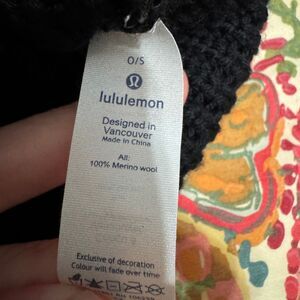 O/S
lululemon
Designed in
Vancouver
Made in China
All:
100% Merino wool
Exclusive of decoration
Colour will fade over time